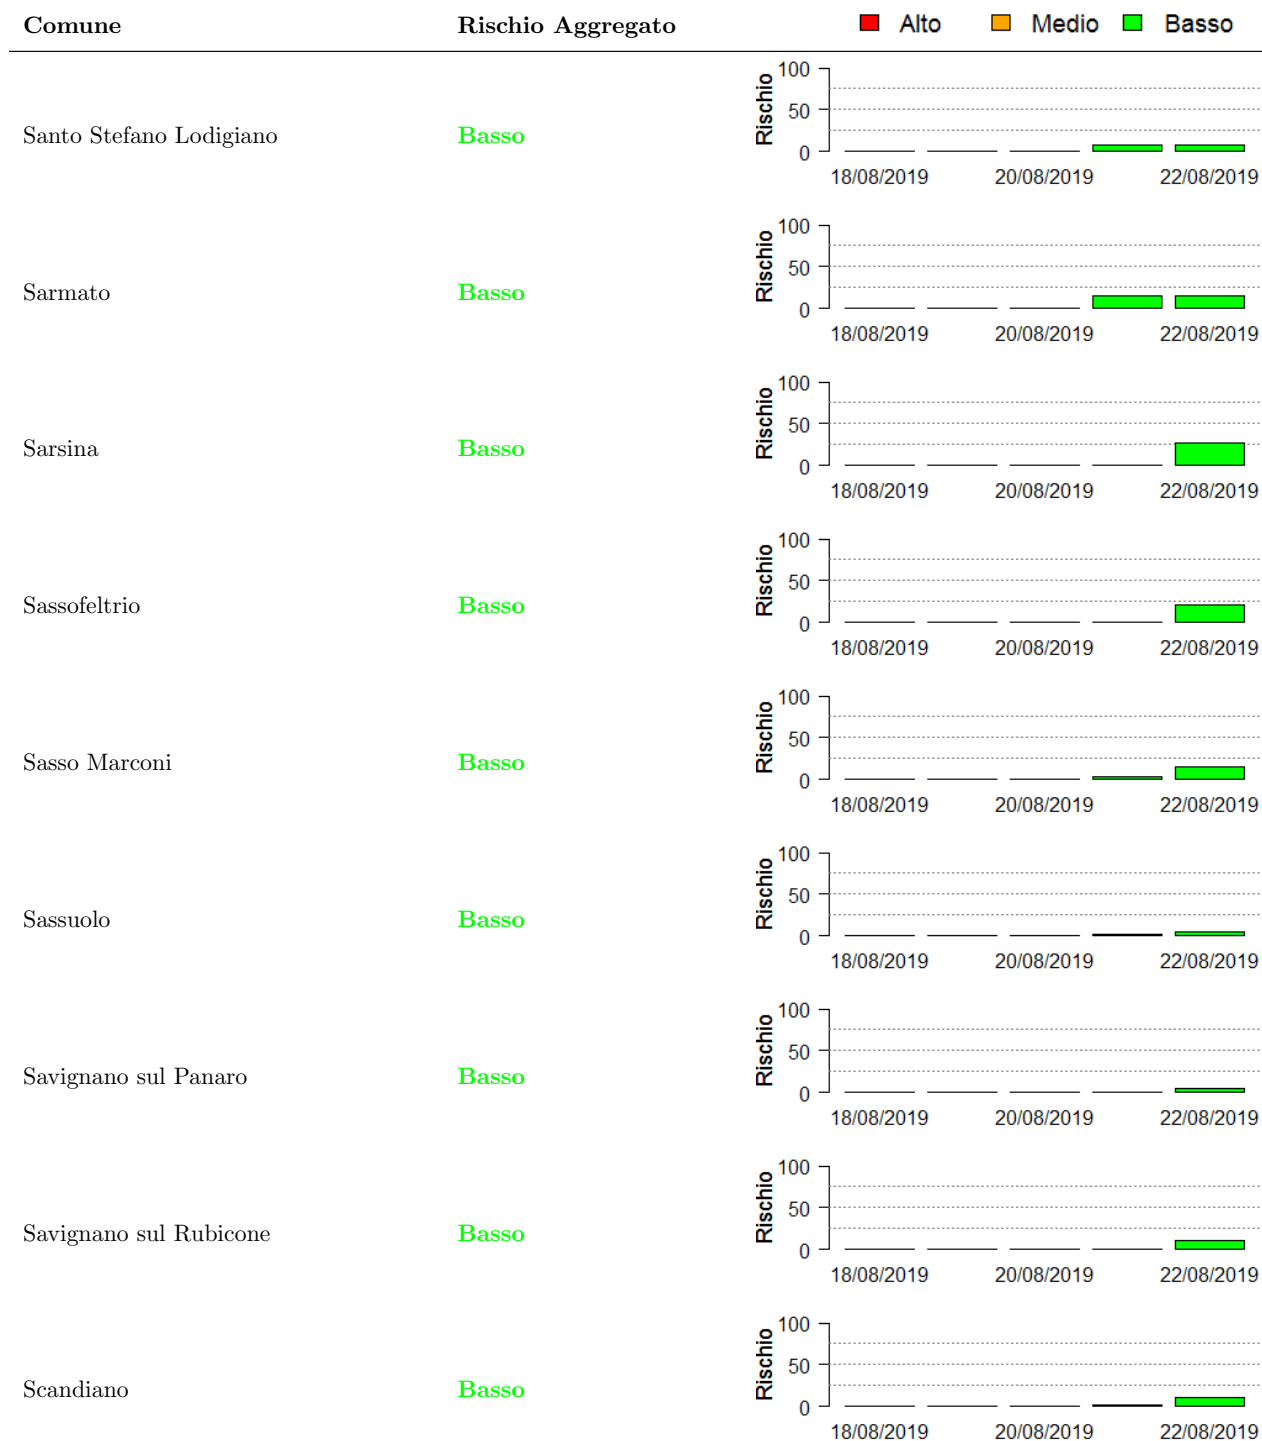 Comune Rischio Aggregato Alto Medio Basso
Santo Stefano Lodigiano Basso
Rischio
100
50
0
18/08/2019 20/08/2019 22/08/2019
Sarmato Basso
Rischio
100
50
0
18/08/2019 20/08/2019 22/08/2019
Sarsina Basso
Rischio
100
50
0
18/08/2019 20/08/2019 22/08/2019
Sassofeltrio Basso
Rischio
100
50
0
18/08/2019 20/08/2019 22/08/2019
Sasso Marconi Basso
Rischio
100
50
0
18/08/2019 20/08/2019 22/08/2019
Sassuolo Basso
Rischio
100
50
0
18/08/2019 20/08/2019 22/08/2019
Savignano sul Panaro Basso
Rischio
100
50
0
18/08/2019 20/08/2019 22/08/2019
Savignano sul Rubicone Basso
Rischio
100
50
0
18/08/2019 20/08/2019 22/08/2019
Scandiano Basso
Rischio
100
50
0
18/08/2019 20/08/2019 22/08/2019